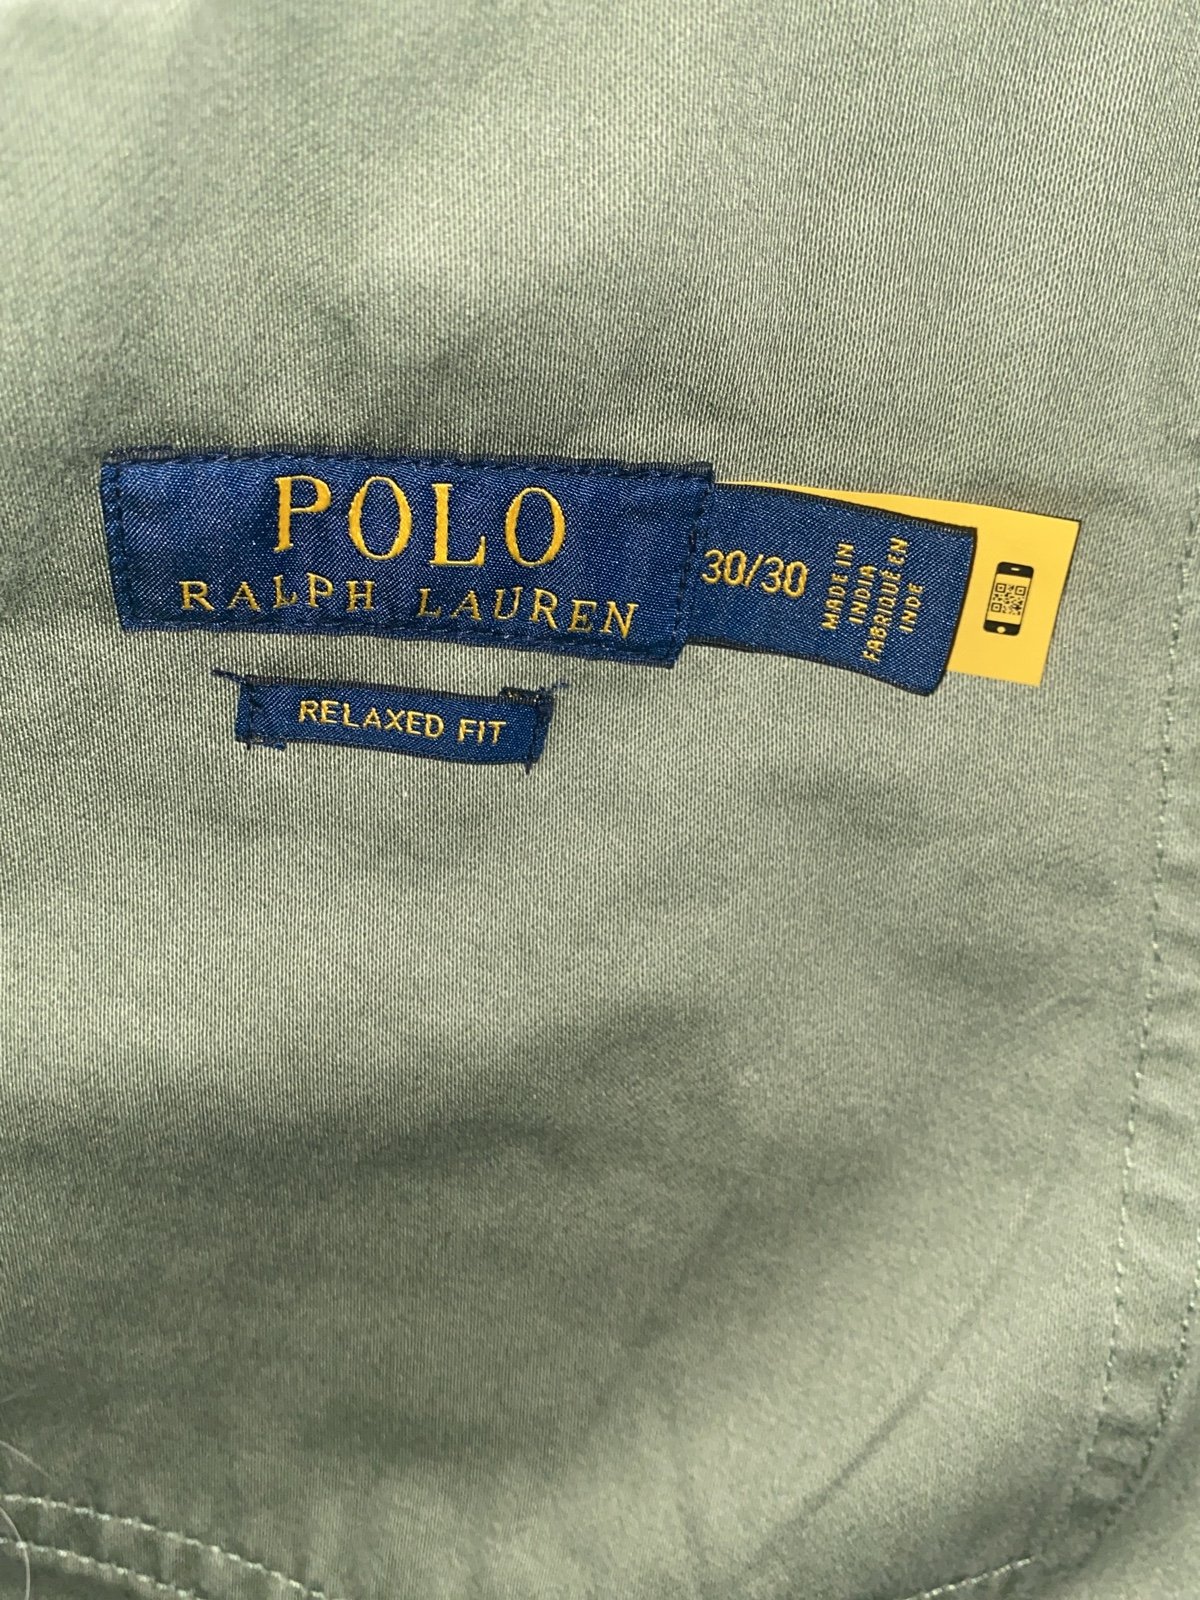 POLO
RALPH LAUREN
30/30
MADE IN
INDIA
FABRIQUÉ EN
INDE
RELAXED FIT